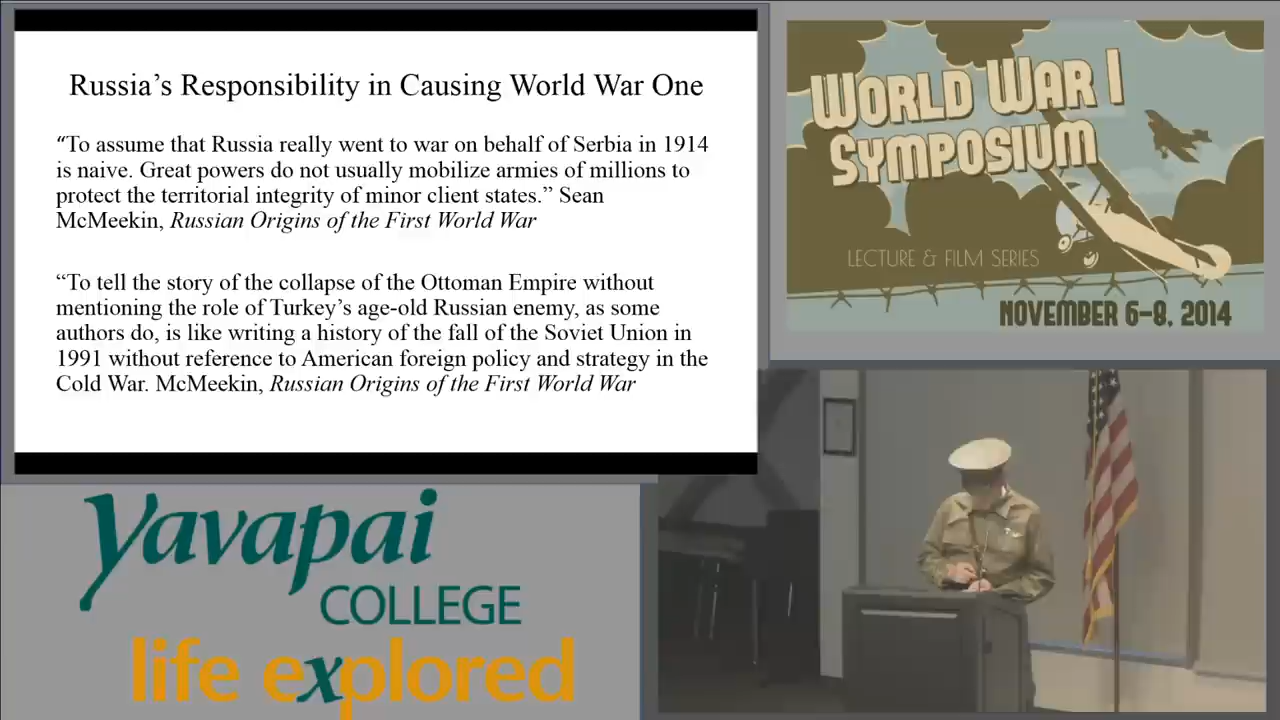 Russia’s Responsibility in Causing World War One
“To assume that Russia really went to war on behalf of Serbia in 1914
is naive. Great powers do not usually mobilize armies of millions to
protect the territorial integrity of minor client states.” Sean
McMeekin, Russian Origins of the First World War
“To tell the story of the collapse of the Ottoman Empire without
mentioning the role of Turkey’s age-old Russian enemy, as some
authors do, is like writing a history of the fall of the Soviet Union in
1991 without reference to American foreign policy and strategy in the
Cold War. McMeekin, Russian Origins of the First World War
WORLD WAR I
SYMPOSIUM
LECTURE & FILM SERIES
NOVEMBER 6-8, 2014
Yavapai
COLLEGE
life explored